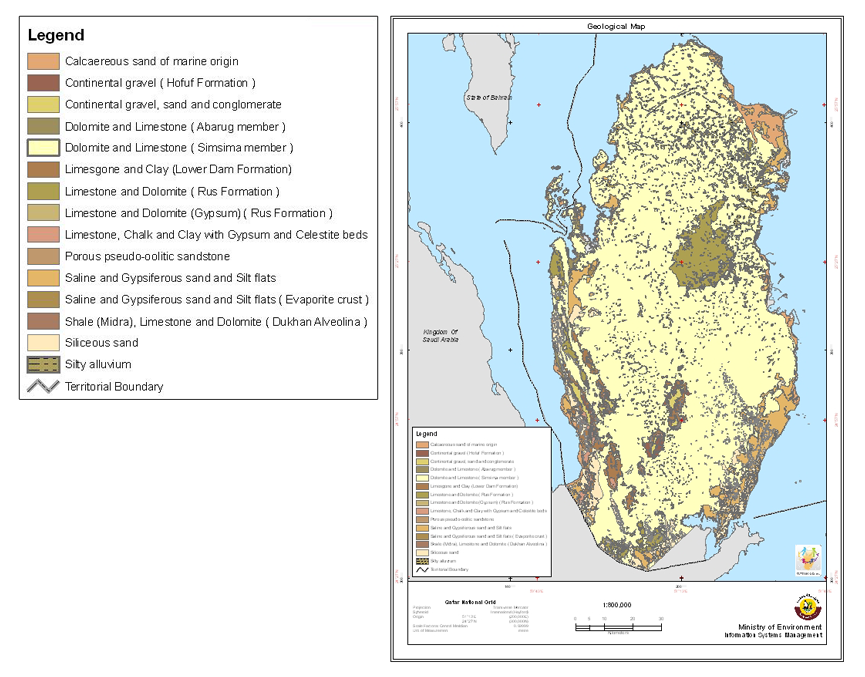 Legend
Calcaereous sand of marine origin
Continental gravel ( Hofuf Formation )
Continental gravel, sand and conglomerate
Dolomite and Limestone ( Abarug member )
Dolomite and Limestone ( Simsima member )
Limesgone and Clay (Lower Dam Formation)
Limestone and Dolomite ( Rus Formation )
Limestone and Dolomite (Gypsum) ( Rus Formation )
Limestone, Chalk and Clay with Gypsum and Celestite beds
Porous pseudo-oolitic sandstone
Saline and Gypsiferous sand and Silt flats
Saline and Gypsiferous sand and Silt flats ( Evaporite crust )
Shale (Midra), Limestone and Dolomite ( Dukhan Alveolina )
Siliceous sand
Silty alluvium
Territorial Boundary
Geological Map
State of Bahrain
Kingdom Of
Saudi Arabia
Legend
Calcaereous sand of marine origin
Continental gravel ( Hofuf Formation )
Continental gravel, sand and conglomerate
Dolomite and Limestone ( Abarug member )
Dolomite and Limestone ( Simsima member )
Limesgone and Clay (Lower Dam Formation)
Limestone and Dolomite ( Rus Formation )
Limestone and Dolomite (Gypsum) ( Rus Formation )
Limestone, Chalk and Clay with Gypsum and Celestite beds
Porous pseudo-oolitic sandstone
Saline and Gypsiferous sand and Silt flats
Saline and Gypsiferous sand and Silt flats ( Evaporite crust )
Shale (Midra), Limestone and Dolomite ( Dukhan Alveolina )
Siliceous sand
Silty alluvium
Territorial Boundary
Qatar National Grid
1:800,000
Kilometers
Ministry of Environment
Information Systems Management